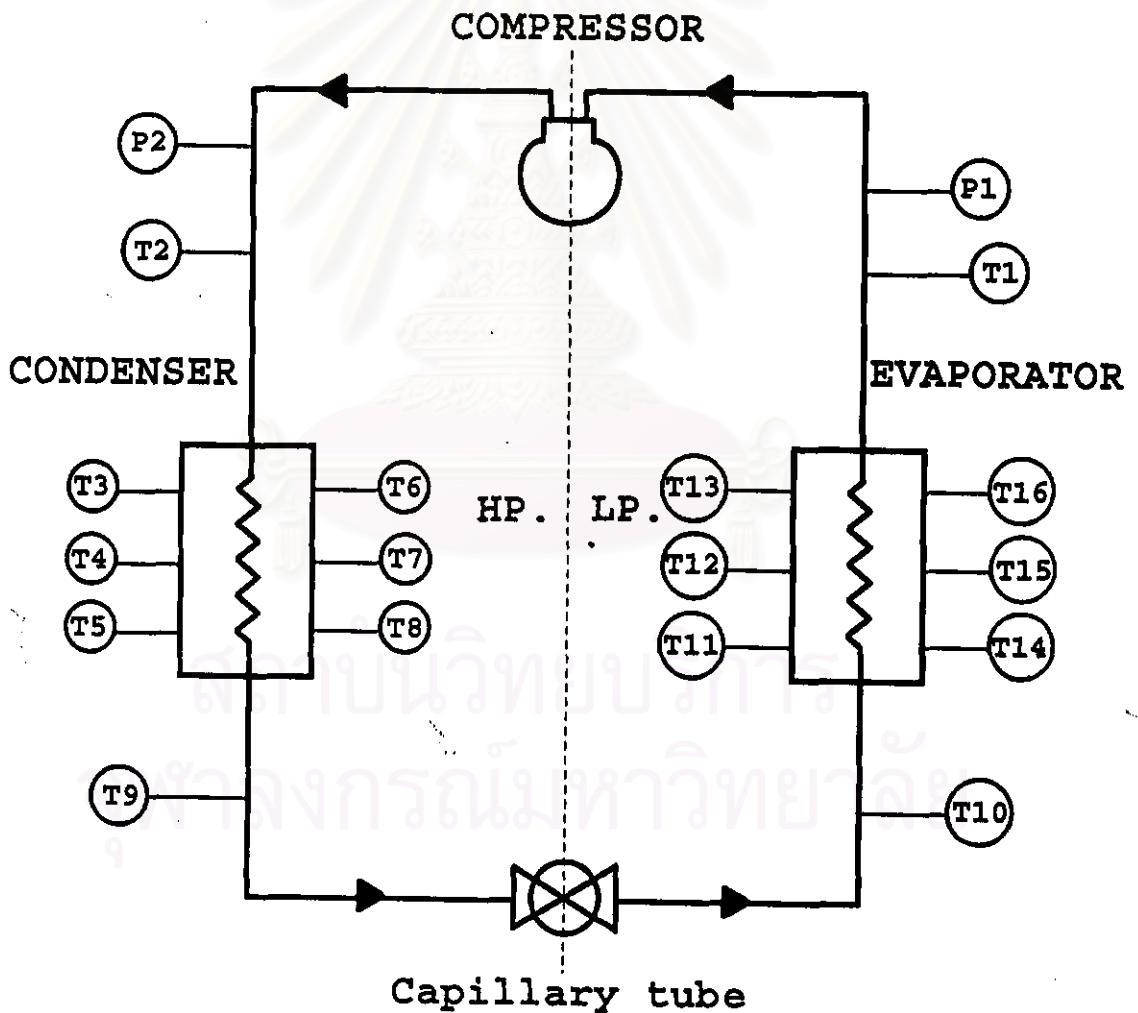 COMPRESSOR
P2
P1
T2
T1
CONDENSER
EVAPORATOR
T3
T6
HP. LP.
T13
T16
T4
T7
T12
T15
T5
T8
T11
T14
สถาบันวิทยบริการ
จุฬาลงกรณ์มหาวิทยาลัย
T9
T10
Capillary tube